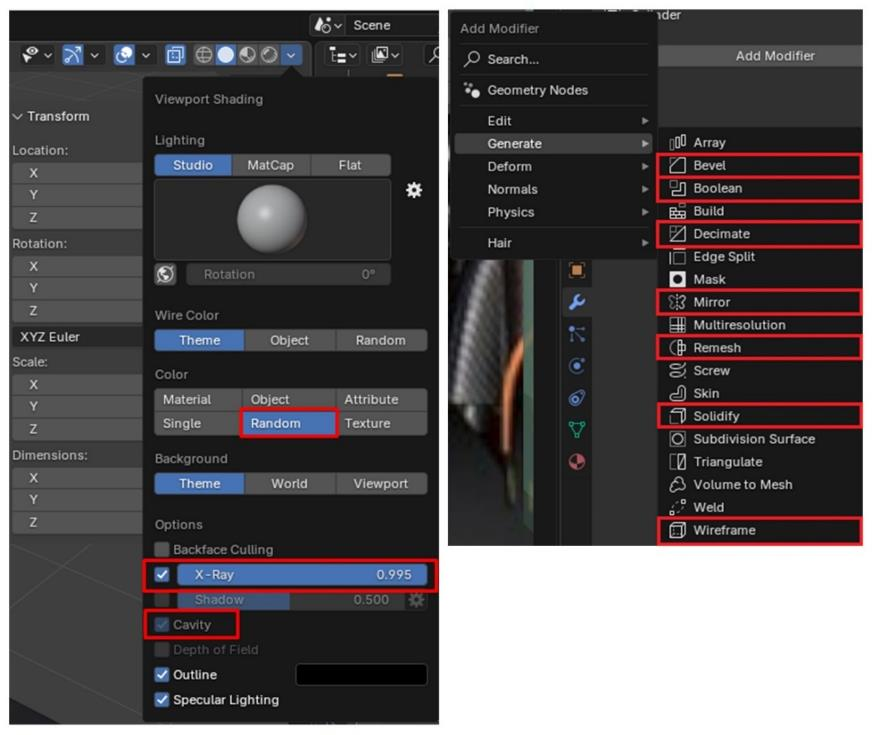 Scene
Viewport Shading
Transform
Lighting
Location:
Studio MatCap Flat
X
Y
Z
Rotation:
X
Rotation 0°
Y
Z
Wire Color
XYZ Euler
Theme Object Random
Scale:
Color
X
Material Object Attribute
Y
Single Random Texture
Z
Dimensions:
Background
X
Theme World Viewport
Y
Z
Options
Backface Culling
X-Ray 0.995
Shadow 0.500
Cavity
Depth of Field
Outline
Specular Lighting
Add Modifier
Search...
Geometry Nodes
Edit
Generate
Deform
Normals
Physics
Hair
Add Modifier
Array
Bevel
Boolean
Build
Decimate
Edge Split
Mask
Mirror
Multiresolution
Remesh
Screw
Skin
Solidify
Subdivision Surface
Triangulate
Volume to Mesh
Weld
Wireframe